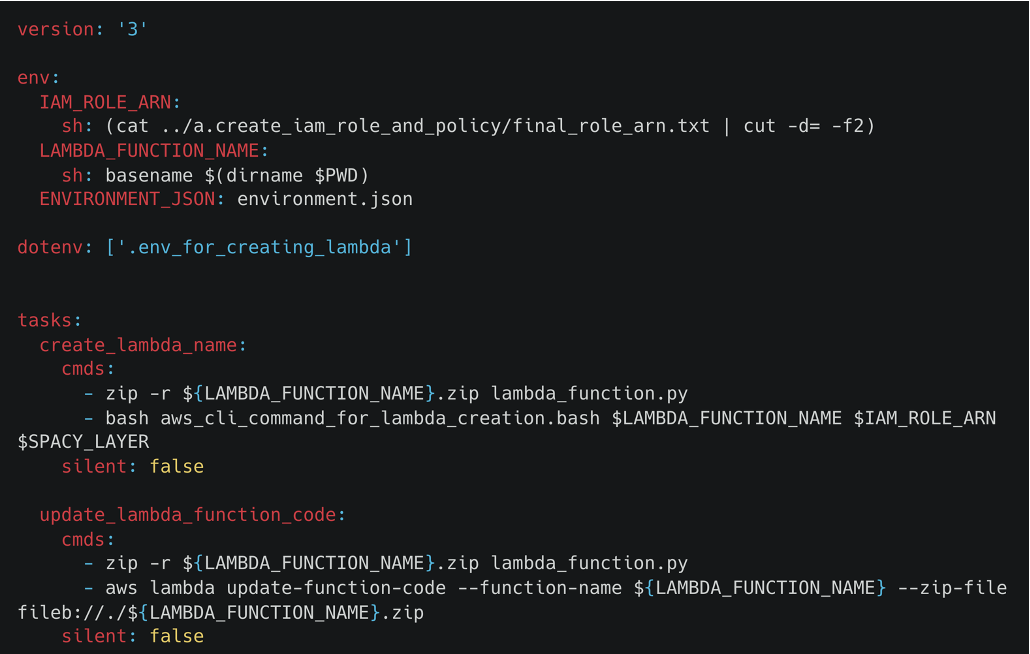 version: '3'
env:
  IAM_ROLE_ARN:
    sh: (cat ../a.create_iam_role_and_policy/final_role_arn.txt | cut -d= -f2)
  LAMBDA_FUNCTION_NAME:
    sh: basename $(dirname $PWD)
  ENVIRONMENT_JSON: environment.json
dotenv: ['.env_for_creating_lambda']
tasks:
  create_lambda_name:
    cmds:
      - zip -r ${LAMBDA_FUNCTION_NAME}.zip lambda_function.py
      - bash aws_cli_command_for_lambda_creation.bash $LAMBDA_FUNCTION_NAME $IAM_ROLE_ARN
$SPACY_LAYER
    silent: false
  update_lambda_function_code:
    cmds:
      - zip -r ${LAMBDA_FUNCTION_NAME}.zip lambda_function.py
      - aws lambda update-function-code --function-name ${LAMBDA_FUNCTION_NAME} --zip-file
fileb://./${LAMBDA_FUNCTION_NAME}.zip
    silent: false